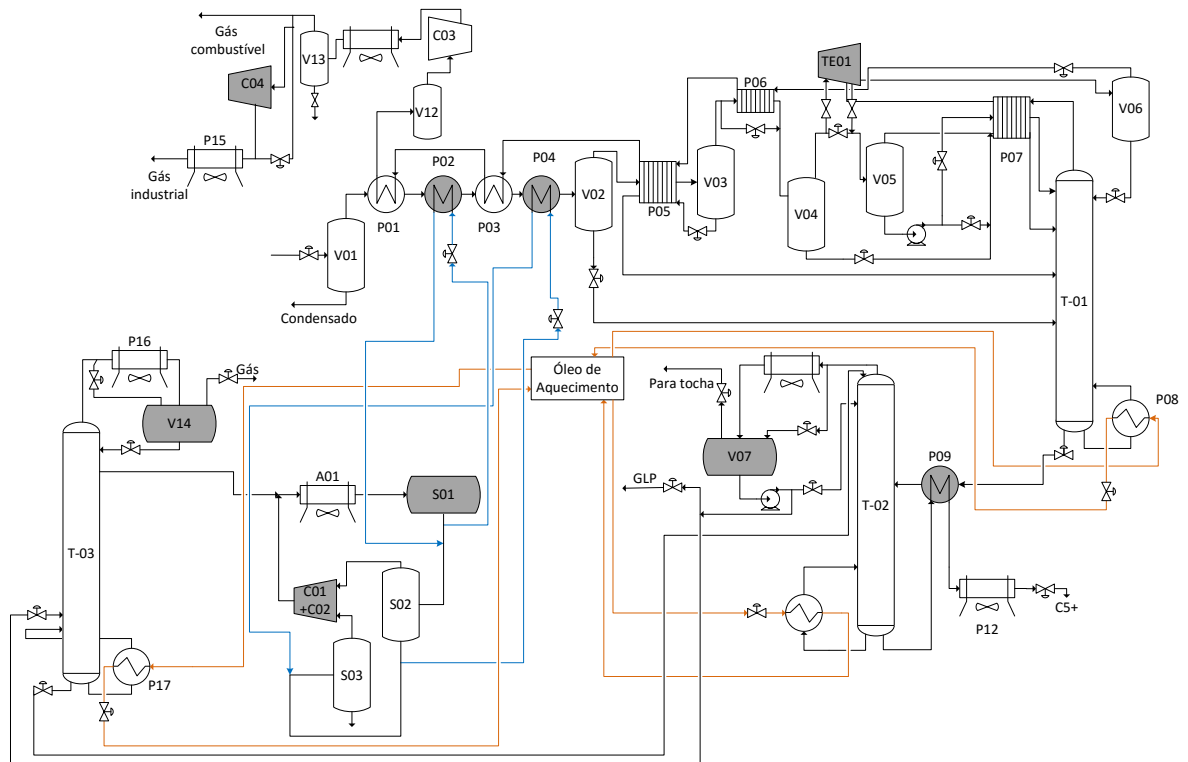 Gás
combustível
C04
V13
C03
V12
P15
Gás
industrial
P01
P02
P03
P04
V01
Condensado
V02
P05
V03
P06
V04
TE01
V05
P07
V06
T-01
P08
P16
Gás
V14
Óleo de
Aquecimento
Para tocha
V07
GLP
T-02
P09
P12
C5+
T-03
A01
S01
C01
+C02
S02
S03
P17